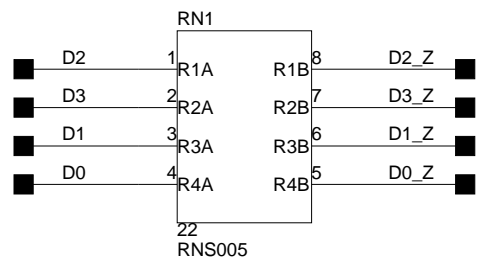 RN1
D2 1 R1A R1B 8 D2_Z
D3 2 R2A R2B 7 D3_Z
D1 3 R3A R3B 6 D1_Z
D0 4 R4A R4B 5 D0_Z
22
RNS005